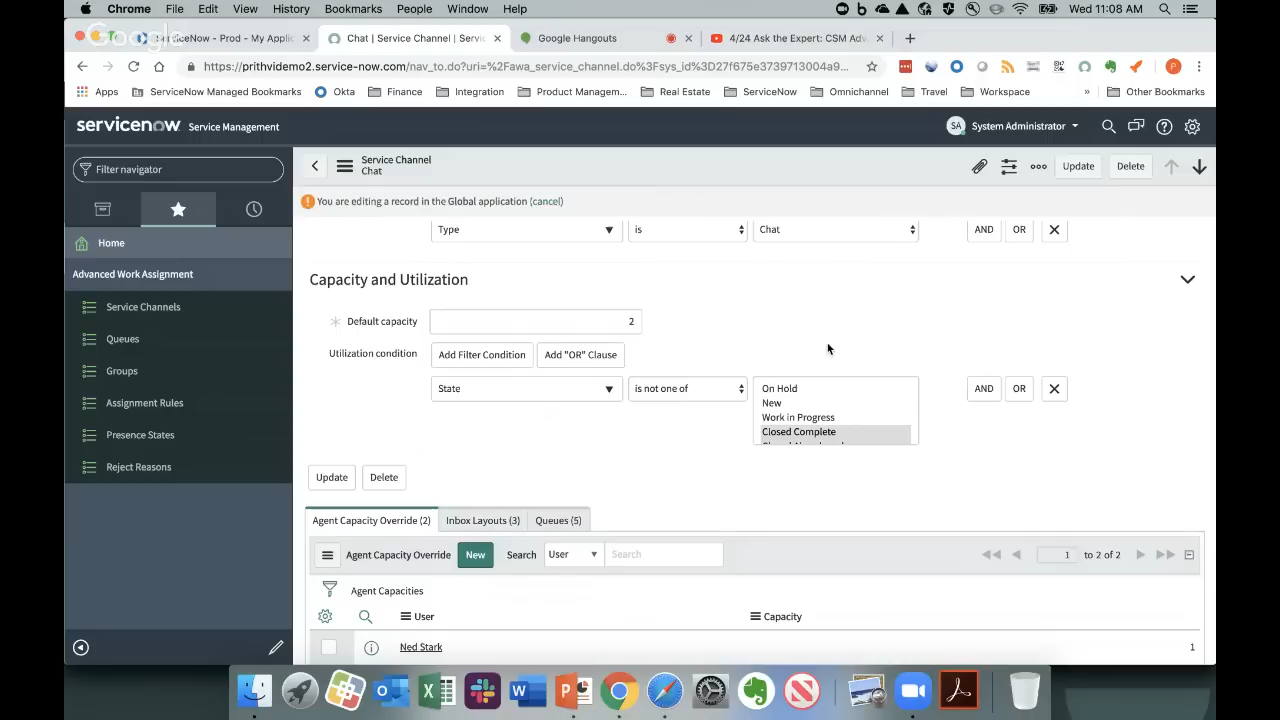 Chrome File Edit View History Bookmarks People Window Help Wed 11:08 AM
Google
ServiceNow - Prod - My Applic Chat | Service Channel | Servic Google Hangouts 4/24 Ask the Expert: CSM Adv
https://prithvidemo2.service-now.com/nav_to.do?uri=%2Fawa_service_channel.do%3Fsys_id%3D27f675e3739713004a9... P
Apps ServiceNow Managed Bookmarks Okta Finance Integration Product Managem... Real Estate ServiceNow Omnichannel Travel Workspace » Other Bookmarks
servicenow Service Management SA System Administrator
Filter navigator
Service Channel
Chat
Update Delete
You are editing a record in the Global application (cancel)
Home
Advanced Work Assignment
Service Channels
Queues
Groups
Assignment Rules
Presence States
Reject Reasons
Type is Chat AND OR
Capacity and Utilization
Default capacity 2
Utilization condition Add Filter Condition Add "OR" Clause
State is not one of On Hold AND OR
New
Work in Progress
Closed Complete
Update Delete
Agent Capacity Override (2) Inbox Layouts (3) Queues (5)
Agent Capacity Override New Search User Search 1 to 2 of 2
Agent Capacities
User Capacity
Ned Stark 1